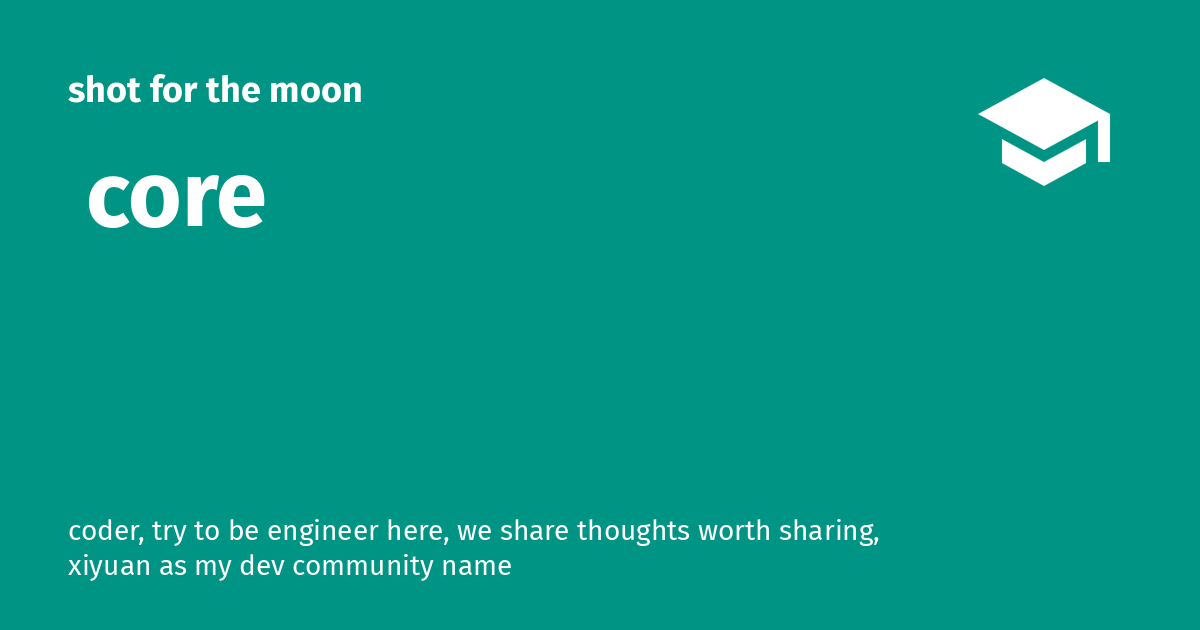 shot for the moon
core
coder, try to be engineer here, we share thoughts worth sharing,
xiyuan as my dev community name